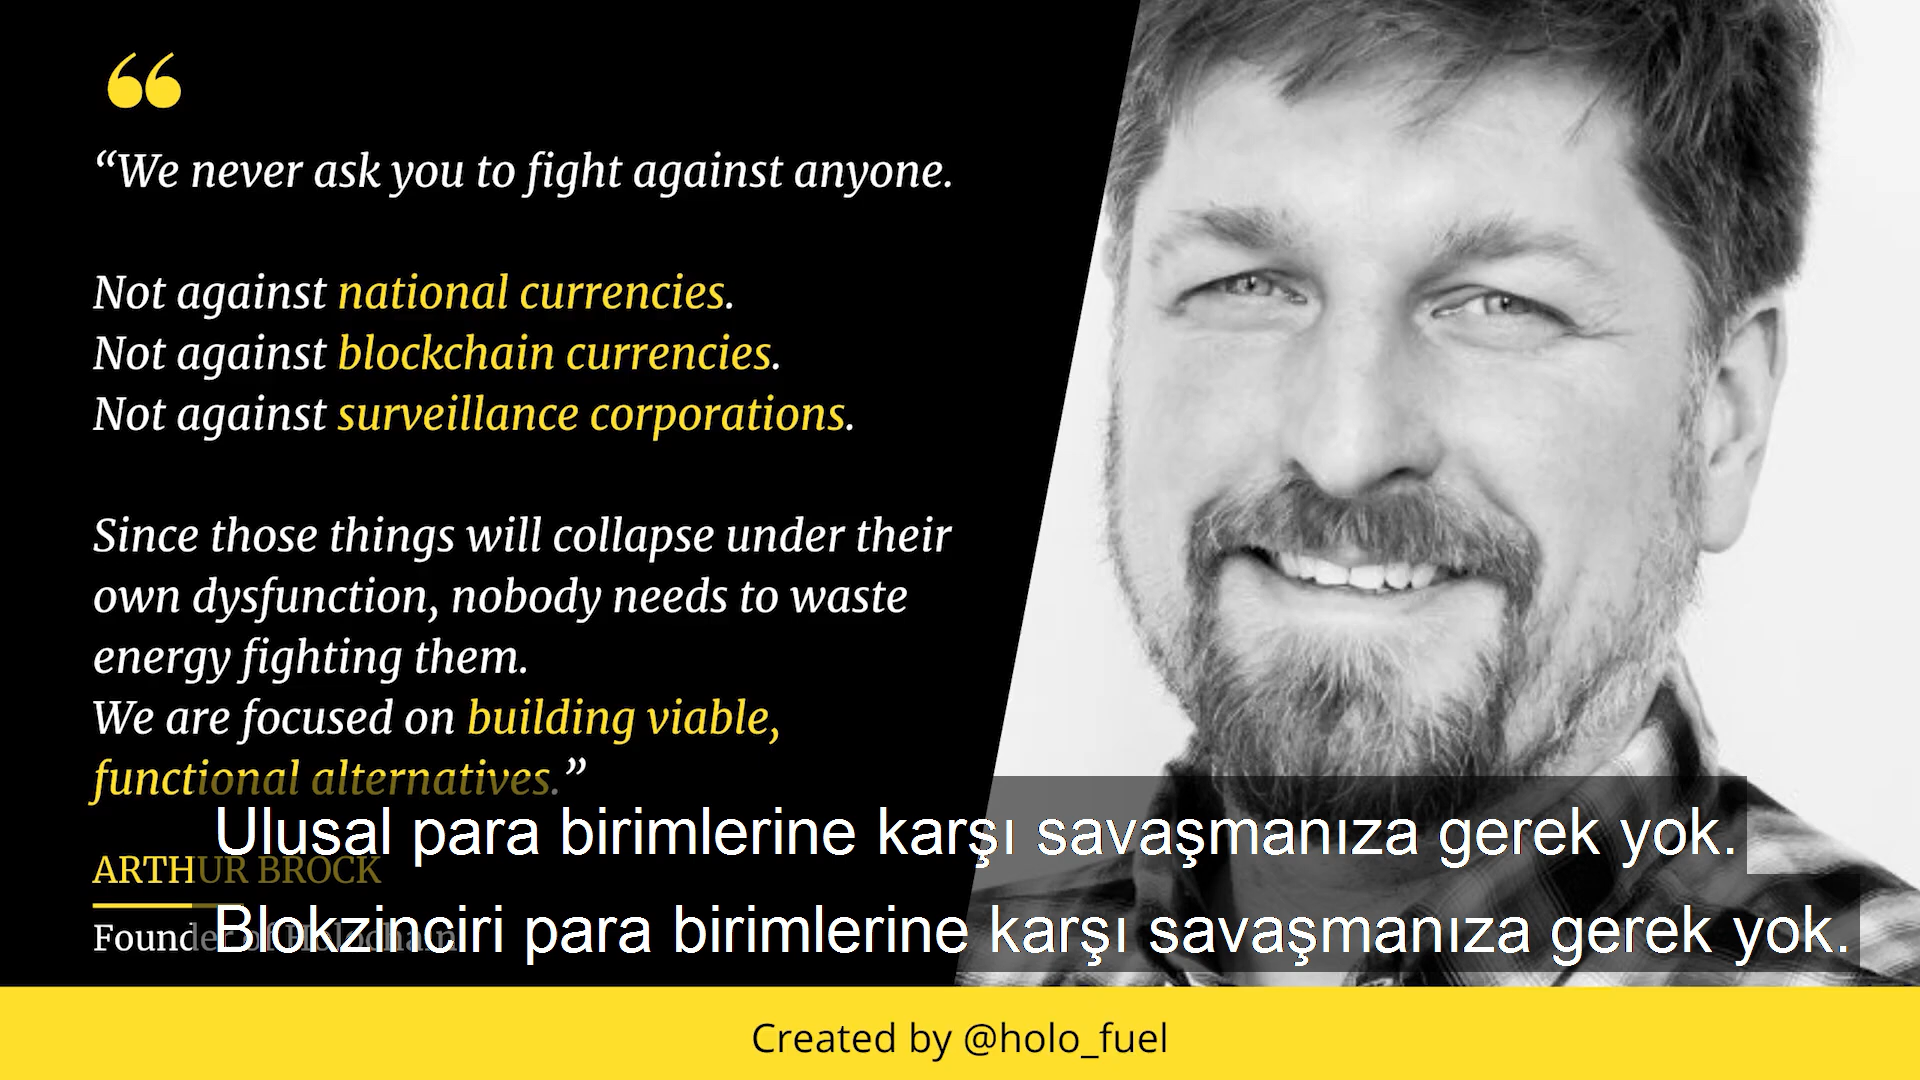 “We never ask you to fight against anyone.
Not against national currencies.
Not against blockchain currencies.
Not against surveillance corporations.
Since those things will collapse under their
own dysfunction, nobody needs to waste
energy fighting them.
We are focused on building viable,
functional alternatives.”
ARTHUR BROCK
Founder of Holochain
Ulusal para birimlerine karşı savaşmanıza gerek yok.
Blokzinciri para birimlerine karşı savaşmanıza gerek yok.
Created by @holo_fuel